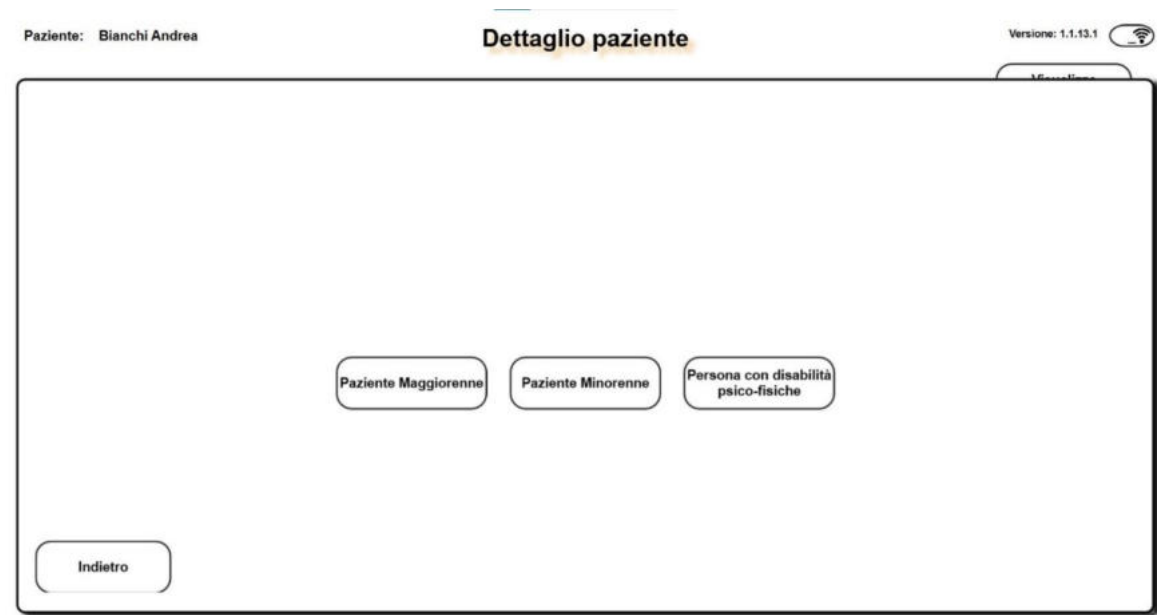 Paziente: Bianchi Andrea
Dettaglio paziente
Versione: 1.1.13.1
Paziente Maggiorenne
Paziente Minorenne
Persona con disabilità
psico-fisiche
Indietro